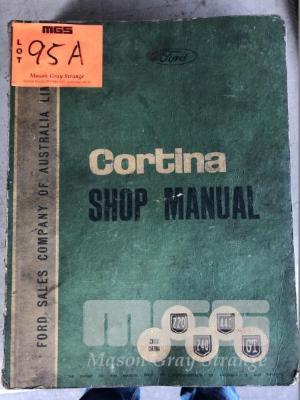 MGS
LOT
95A
Mason Gray Strange
Ford
FORD SALES COMPANY OF AUSTRALIA LI
Cortina
SHOP MANUAL
MGS
Mason Gray Strange
220
440
240
GT